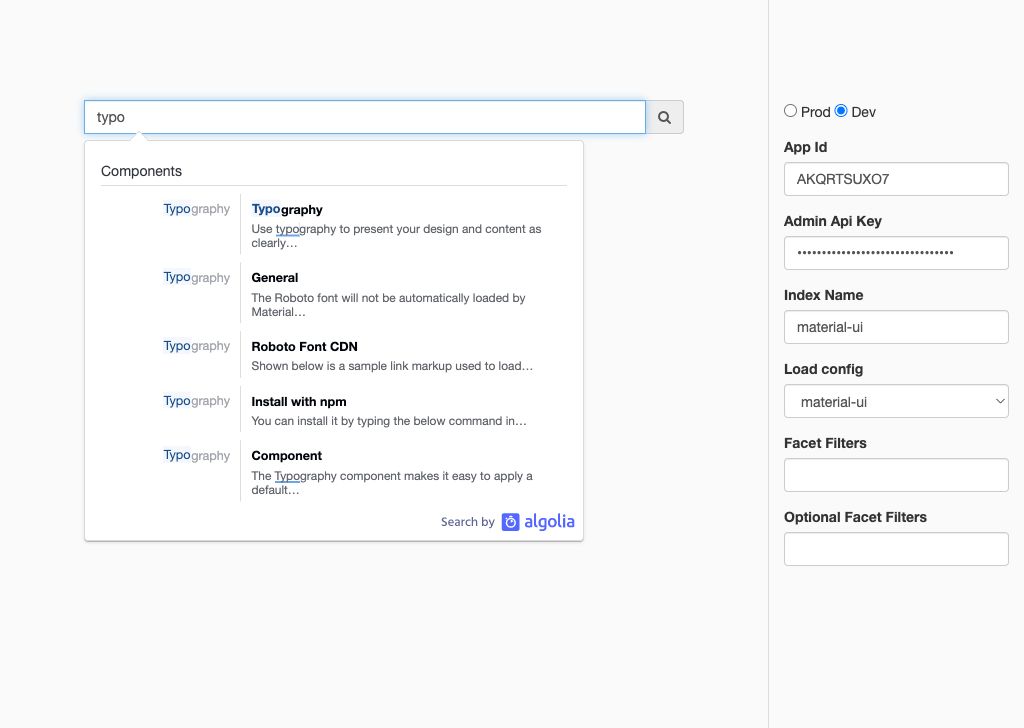 typo
Components
Typography
Typography
Use typography to present your design and content as
clearly…
Typography
General
The Roboto font will not be automatically loaded by
Material…
Typography
Roboto Font CDN
Shown below is a sample link markup used to load…
Typography
Install with npm
You can install it by typing the below command in…
Typography
Component
The Typography component makes it easy to apply a
default…
Search by algolia
Prod Dev
App Id
AKQRTSUXO7
Admin Api Key
••••••••••••••••••••••••••••••••
Index Name
material-ui
Load config
material-ui
Facet Filters
Optional Facet Filters